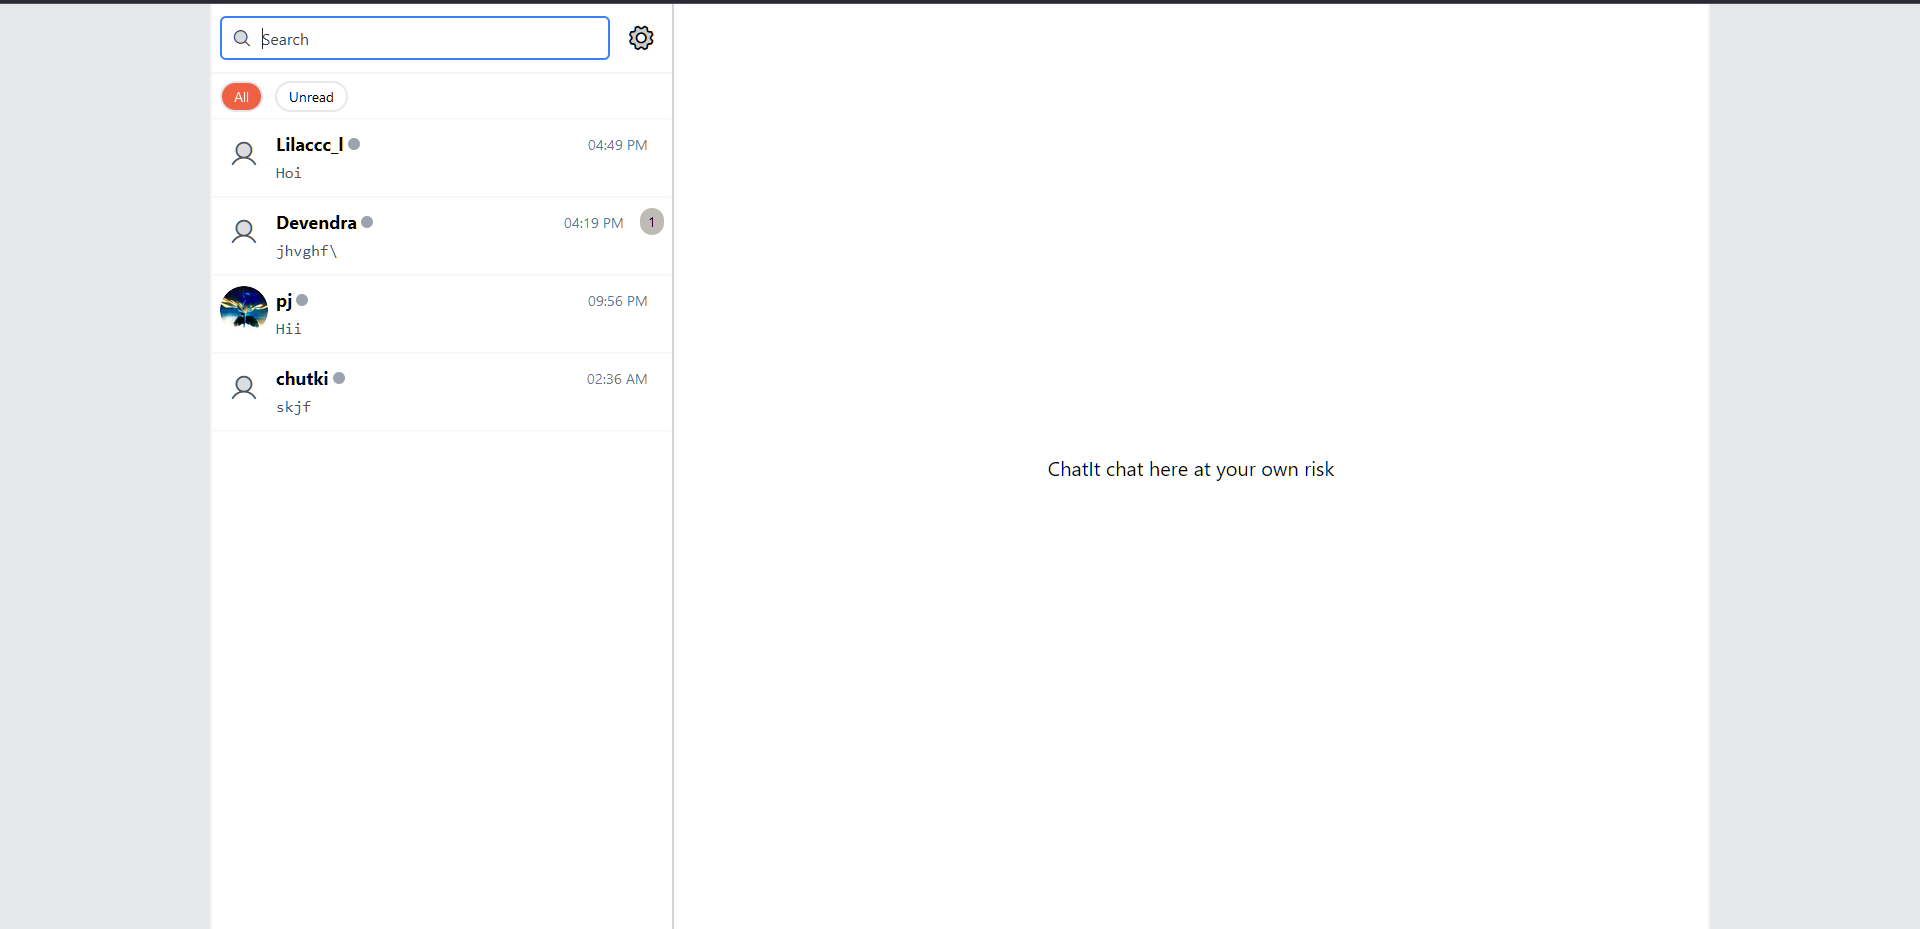 Search
All Unread
Lilaccc_l 04:49 PM
Hoi
Devendra 04:19 PM 1
jhvghf\
pj 09:56 PM
Hii
chutki 02:36 AM
skjf
ChatIt chat here at your own risk